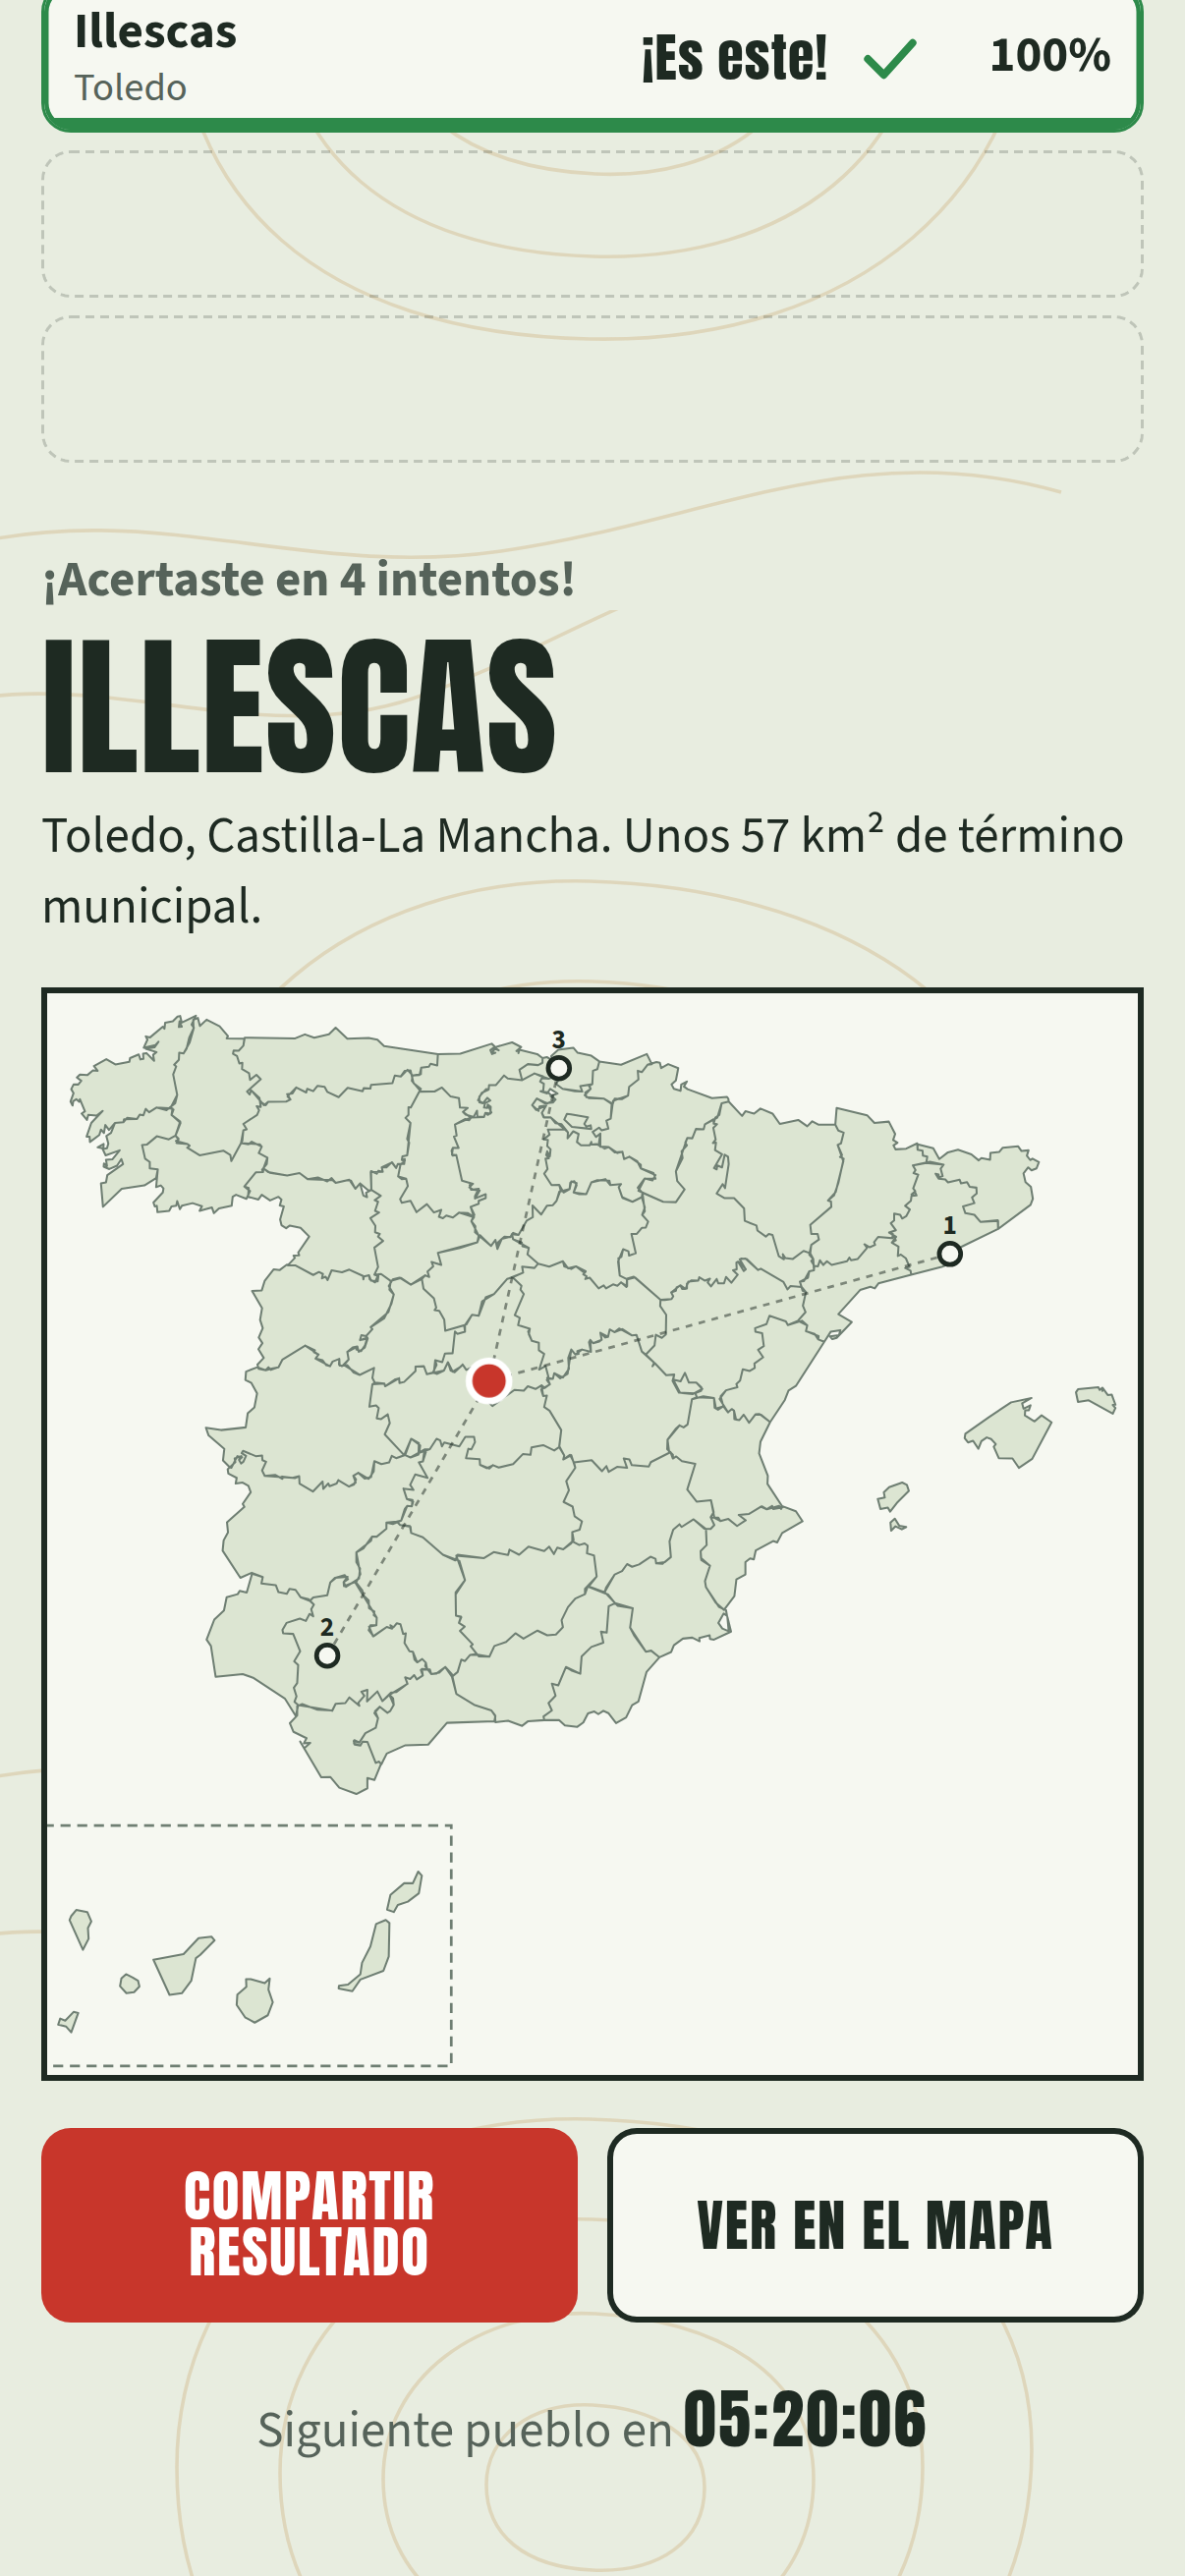 Illescas
Toledo
¡Es este!
100%
¡Acertaste en 4 intentos!
ILLESCAS
Toledo, Castilla-La Mancha. Unos 57 km² de término
municipal.
3
1
2
COMPARTIR
RESULTADO
VER EN EL MAPA
Siguiente pueblo en 05:20:06